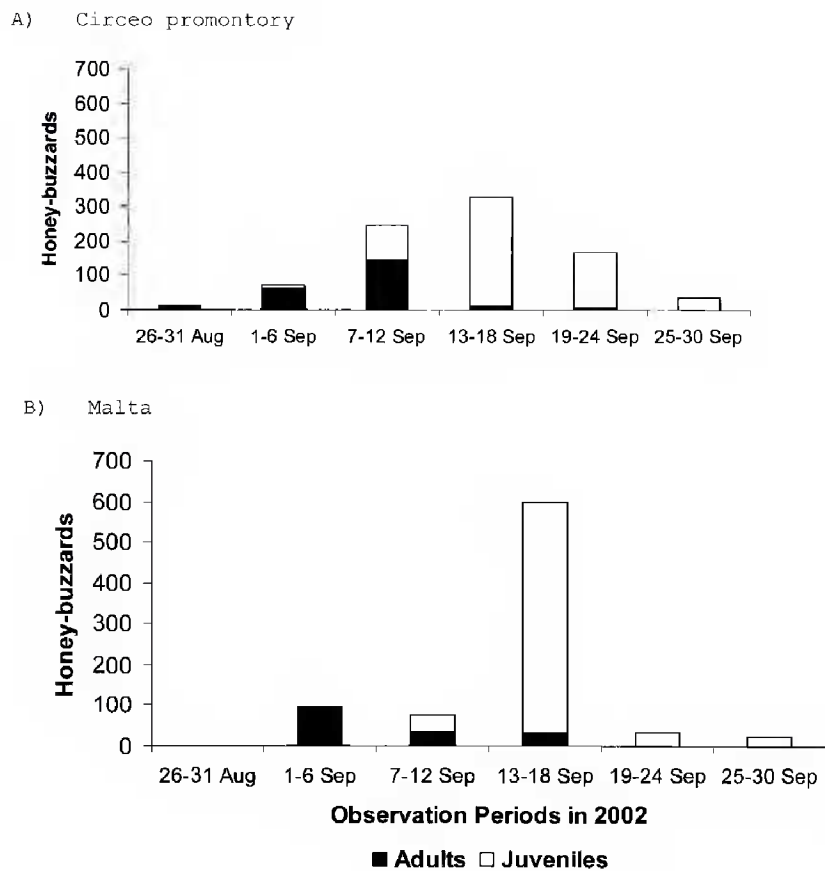 A) Circeo promontory
700
600
500
400
300
200
100
0
Honey-buzzards
26-31 Aug 1-6 Sep 7-12 Sep 13-18 Sep 19-24 Sep 25-30 Sep
B) Malta
700
600
500
400
300
200
100
0
Honey-buzzards
26-31 Aug 1-6 Sep 7-12 Sep 13-18 Sep 19-24 Sep 25-30 Sep
Observation Periods in 2002
Adults Juveniles